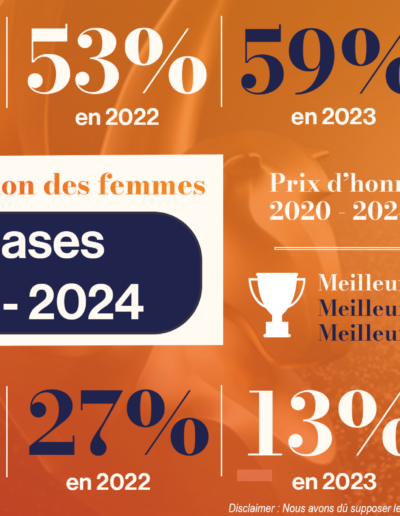 53% 59%
en 2022 en 2023
ion des femmes
ases
- 2024
Prix d'honn
2020 - 202
Meilleu
Meilleu
Meilleu
27% 13%
en 2022 en 2023
Disclaimer : Nous avons dû supposer le